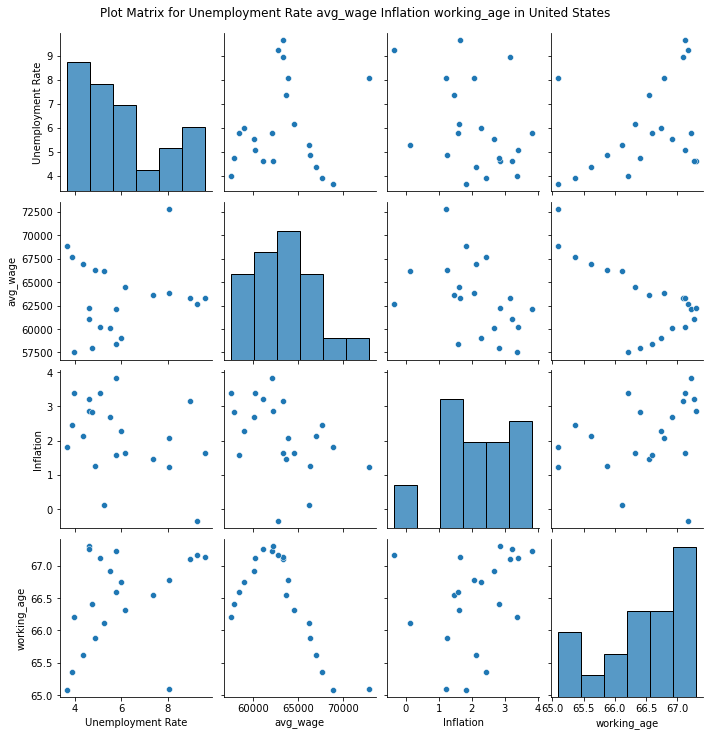 Plot Matrix for Unemployment Rate avg_wage Inflation working_age in United States
9
8
7
6
5
4
Unemployment Rate
72500
70000
67500
65000
62500
60000
57500
avg_wage
4
3
2
1
0
Inflation
67.0
66.5
66.0
65.5
65.0
working_age
4 6 8
Unemployment Rate
60000 65000 70000
avg_wage
0 1 2 3 4
Inflation
65.0 65.5 66.0 66.5 67.0
working_age